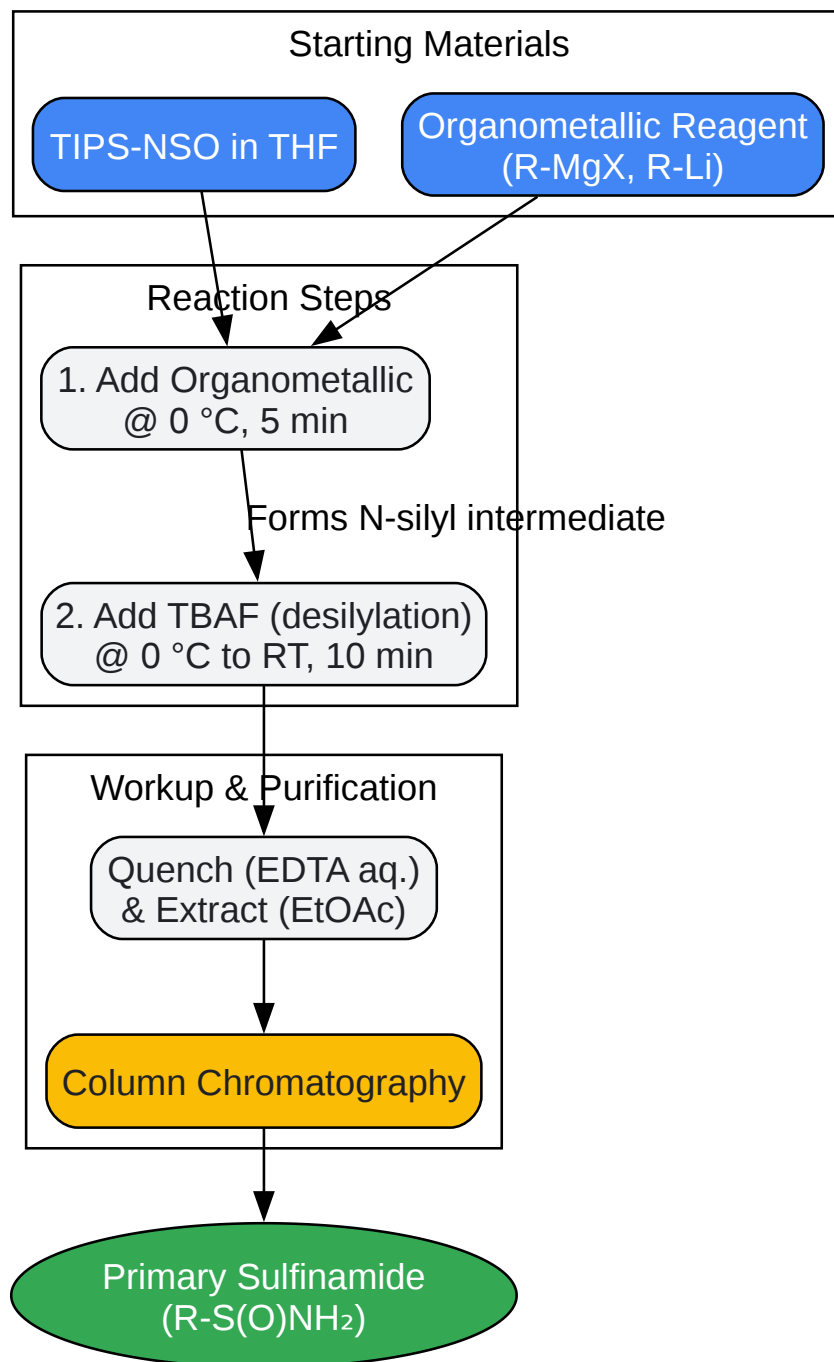 Starting Materials
TIPS-NSO in THF
Organometallic Reagent
(R-MgX, R-Li)
Reaction Steps
1. Add Organometallic
@ 0 °C, 5 min
Forms N-silyl intermediate
2. Add TBAF (desilylation)
@ 0 °C to RT, 10 min
Workup & Purification
Quench (EDTA aq.)
& Extract (EtOAc)
Column Chromatography
Primary Sulfinamide
(R-S(O)NH₂)